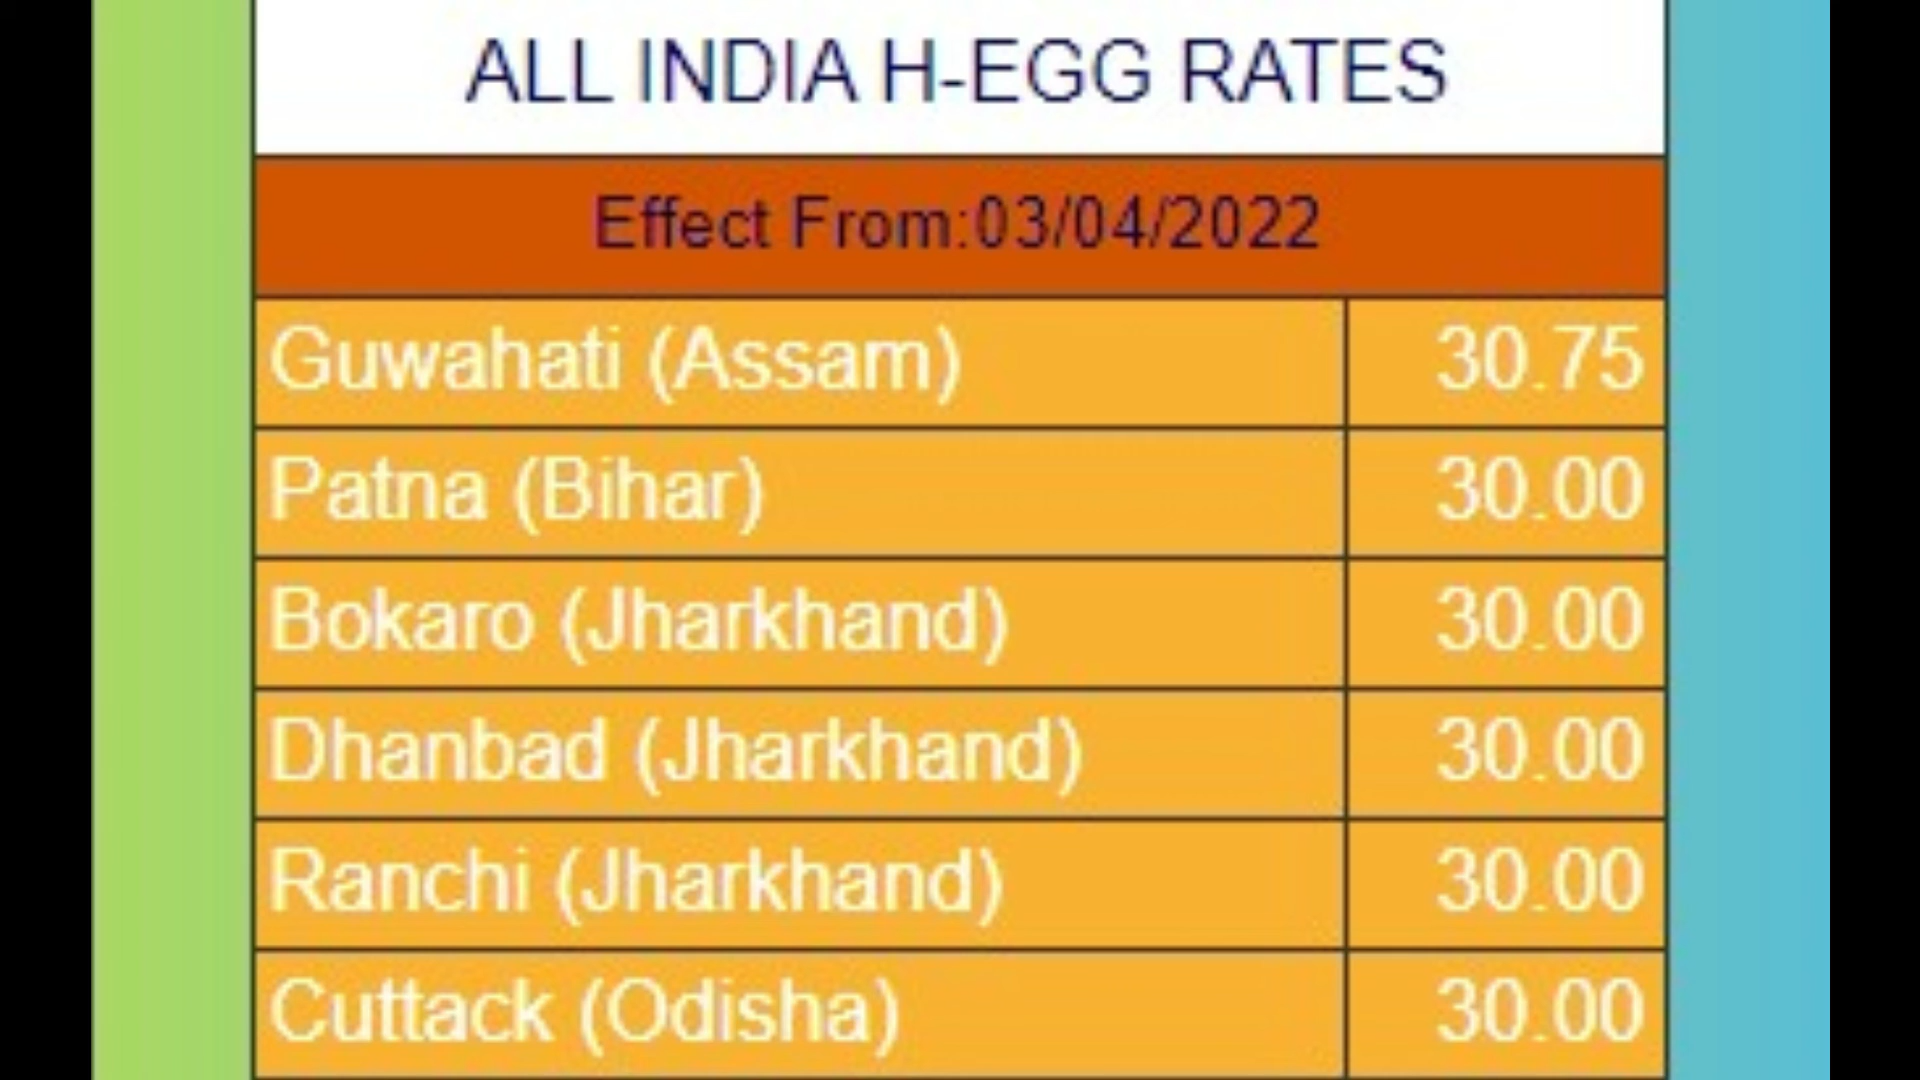 ALL INDIA H-EGG RATES
Effect From:03/04/2022
Guwahati (Assam) 30.75
Patna (Bihar) 30.00
Bokaro (Jharkhand) 30.00
Dhanbad (Jharkhand) 30.00
Ranchi (Jharkhand) 30.00
Cuttack (Odisha) 30.00